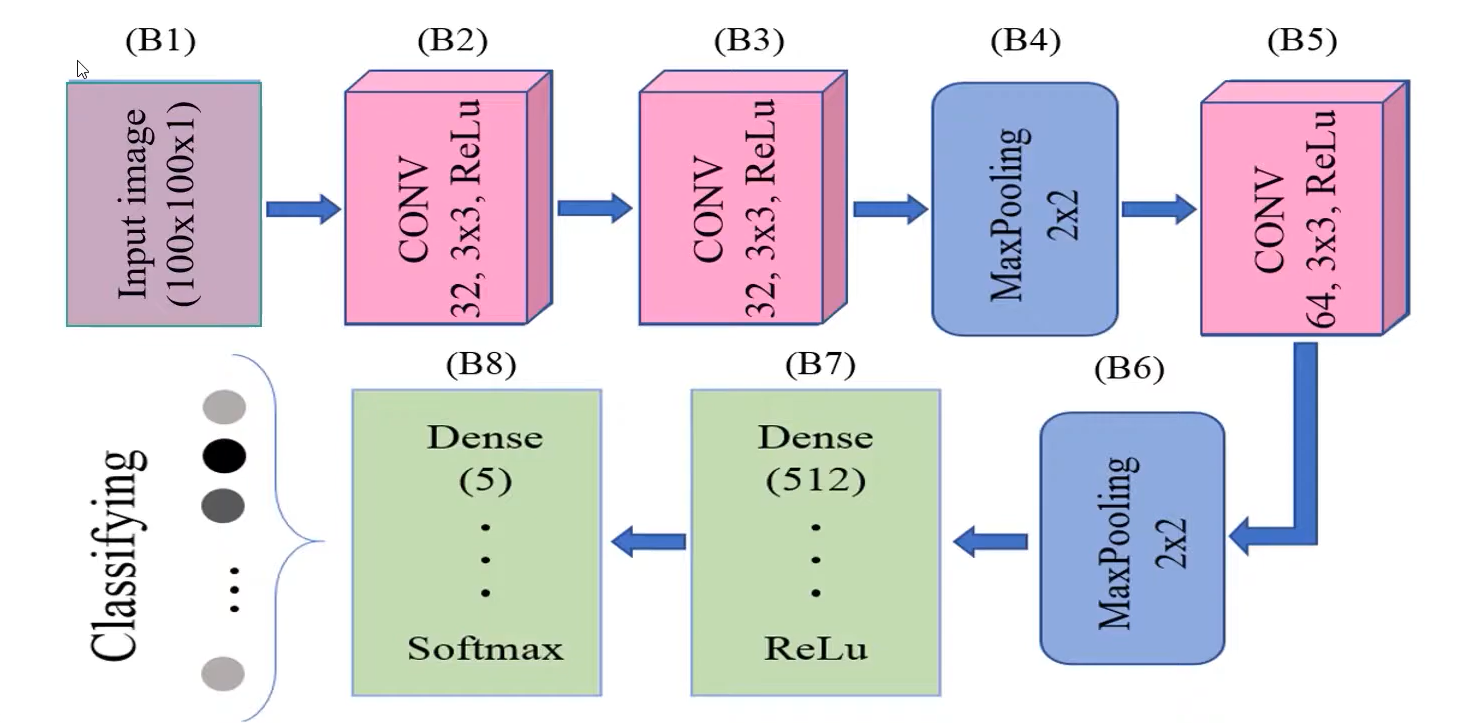 (B1)
(B2)
(B3)
(B4)
(B5)
Input image
(100x100x1)
CONV
32, 3x3, ReLu
CONV
32, 3x3, ReLu
MaxPooling
2x2
CONV
64, 3x3, ReLu
(B8)
(B7)
(B6)
Classifying
...
Dense
(5)
.
.
.
Softmax
Dense
(512)
.
.
.
ReLu
MaxPooling
2x2